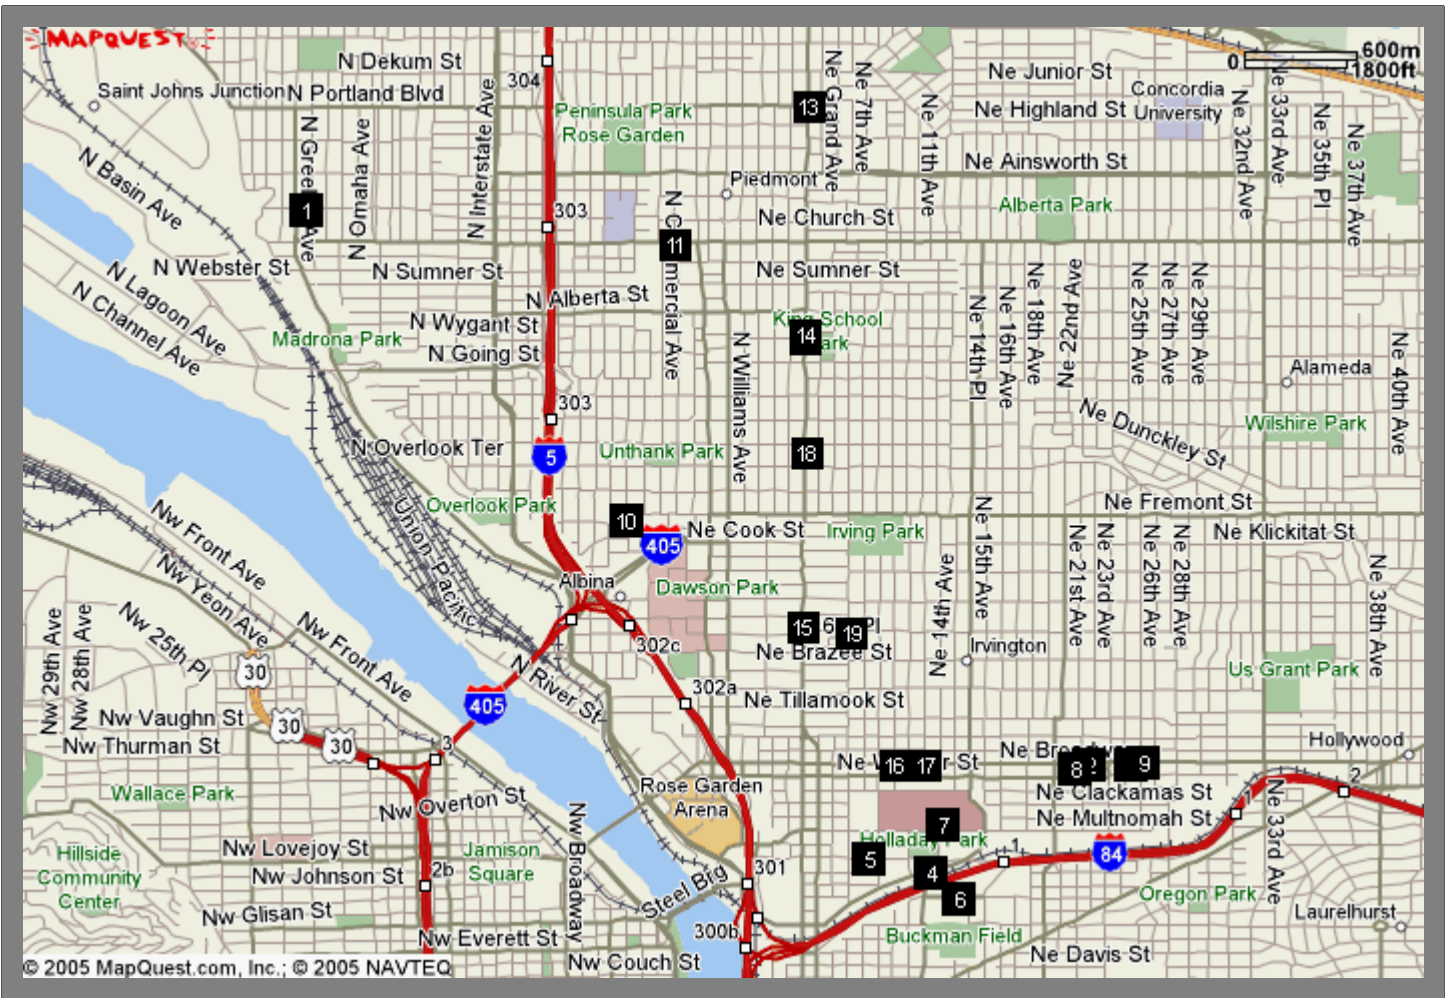 MAPQUEST
600m
0
1800ft
N Dekum St
304
Ne Junior St
Saint Johns Junction
N Portland Blvd
Concordia
University
Peninsula Park
Rose Garden
13
Ne Highland St
N Interstate Ave
N Omaha Ave
Ne Grand Ave
Ne 7th Ave
Ne 11th Ave
Ne 32nd Ave
Ne 33rd Ave
Ne 35th Pl
Ne 37th Ave
N Basin Ave
Ne Ainsworth St
Piedmont
1
303
Ne Church St
Alberta Park
11
N Webster St
N Sumner St
Ne Sumner St
N Lagoon Ave
N Channel Ave
N Alberta St
N Wygant St
N Going St
Madrona Park
King School
14
N Williams Ave
Ne 14th Pl
Ne 16th Ave
Ne 18th Ave
Ne 22nd Ave
Ne 25th Ave
Ne 27th Ave
Ne 29th Ave
Alameda
Ne 40th Ave
303
Ne Dunckley St
Wilshire Park
N Overlook Ter
5
Unthank Park
18
Overlook Park
Union Pacific
Ne Fremont St
10
405
Ne Cook St
Irving Park
Ne Klickitat St
Nw Front Ave
Nw Yeon Ave
Albina
Dawson Park
Ne 14th Ave
Ne 15th Ave
Ne 21st Ave
Ne 23rd Ave
Ne 26th Ave
Ne 28th Ave
Ne 38th Ave
Nw 29th Ave
Nw 28th Ave
Nw 25th Pl
Nw Front Ave
15
19
302c
Ne Brazee St
Irvington
Us Grant Park
30
N River St
302a
405
Ne Tillamook St
Nw Vaughn St
30
30
Nw Thurman St
3
16
17
8
9
Hollywood
Wallace Park
Nw Overton St
Rose Garden
Arena
Ne Clackamas St
Ne Multnomah St
1
2
7
Holladay Park
Nw Lovejoy St
Nw Broadway
Jamison
Square
Hillside
Community
Center
5
1
84
Ne 33rd Ave
Nw Johnson St
2b
301
4
Steel Brg
6
Oregon Park
Nw Glisan St
Laurelhurst
Nw Everett St
300b
Buckman Field
Ne Davis St
Nw Couch St
© 2005 MapQuest.com, Inc.; © 2005 NAVTEQ